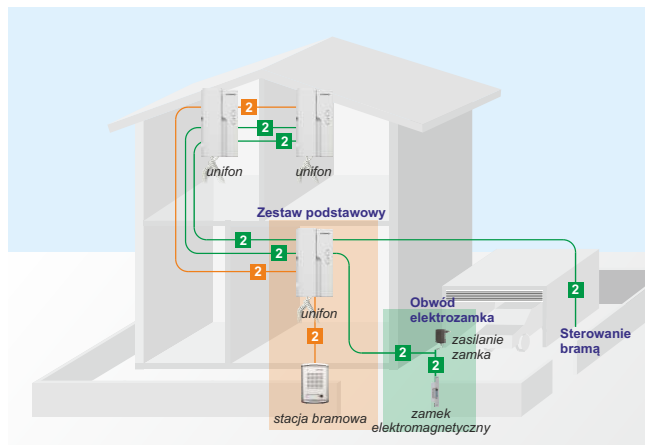 2
2
2
unifon
unifon
Zestaw podstawowy
2
2
2
2
unifon
Obwód
elektrozamka
Sterowanie
bramą
zasilanie
zamka
2
2
2
stacja bramowa
zamek
elektromagnetyczny